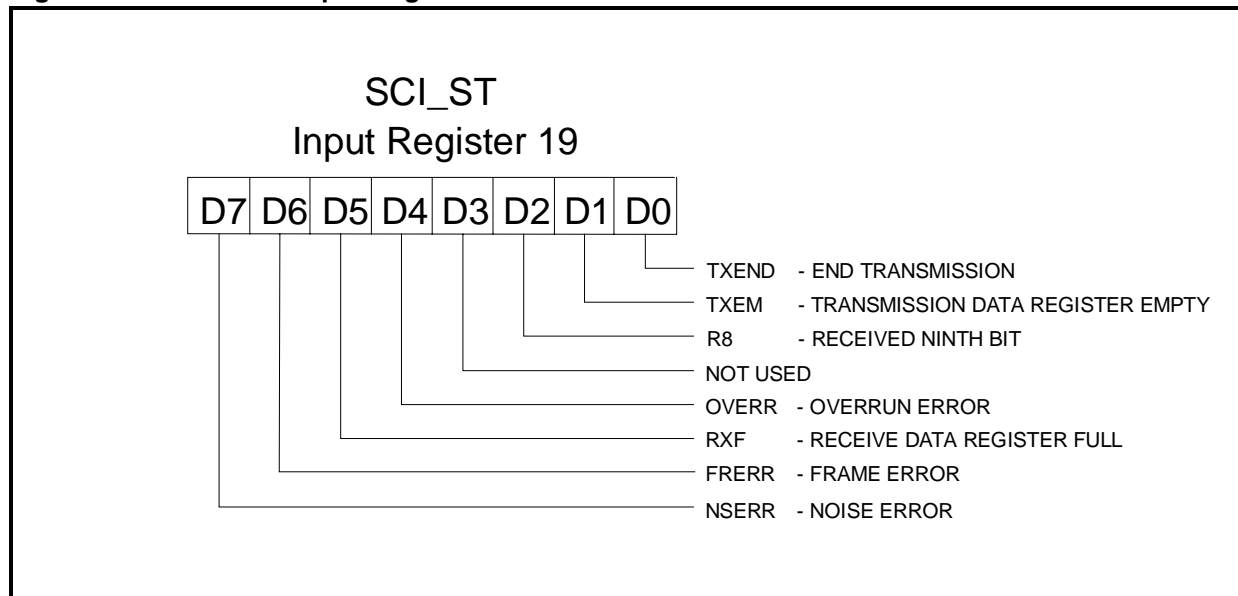 SCI_ST
Input Register 19
D7 D6 D5 D4 D3 D2 D1 D0
TXEND - END TRANSMISSION
TXEM - TRANSMISSION DATA REGISTER EMPTY
R8 - RECEIVED NINTH BIT
NOT USED
OVERR - OVERRUN ERROR
RXF - RECEIVE DATA REGISTER FULL
FRERR - FRAME ERROR
NSERR - NOISE ERROR